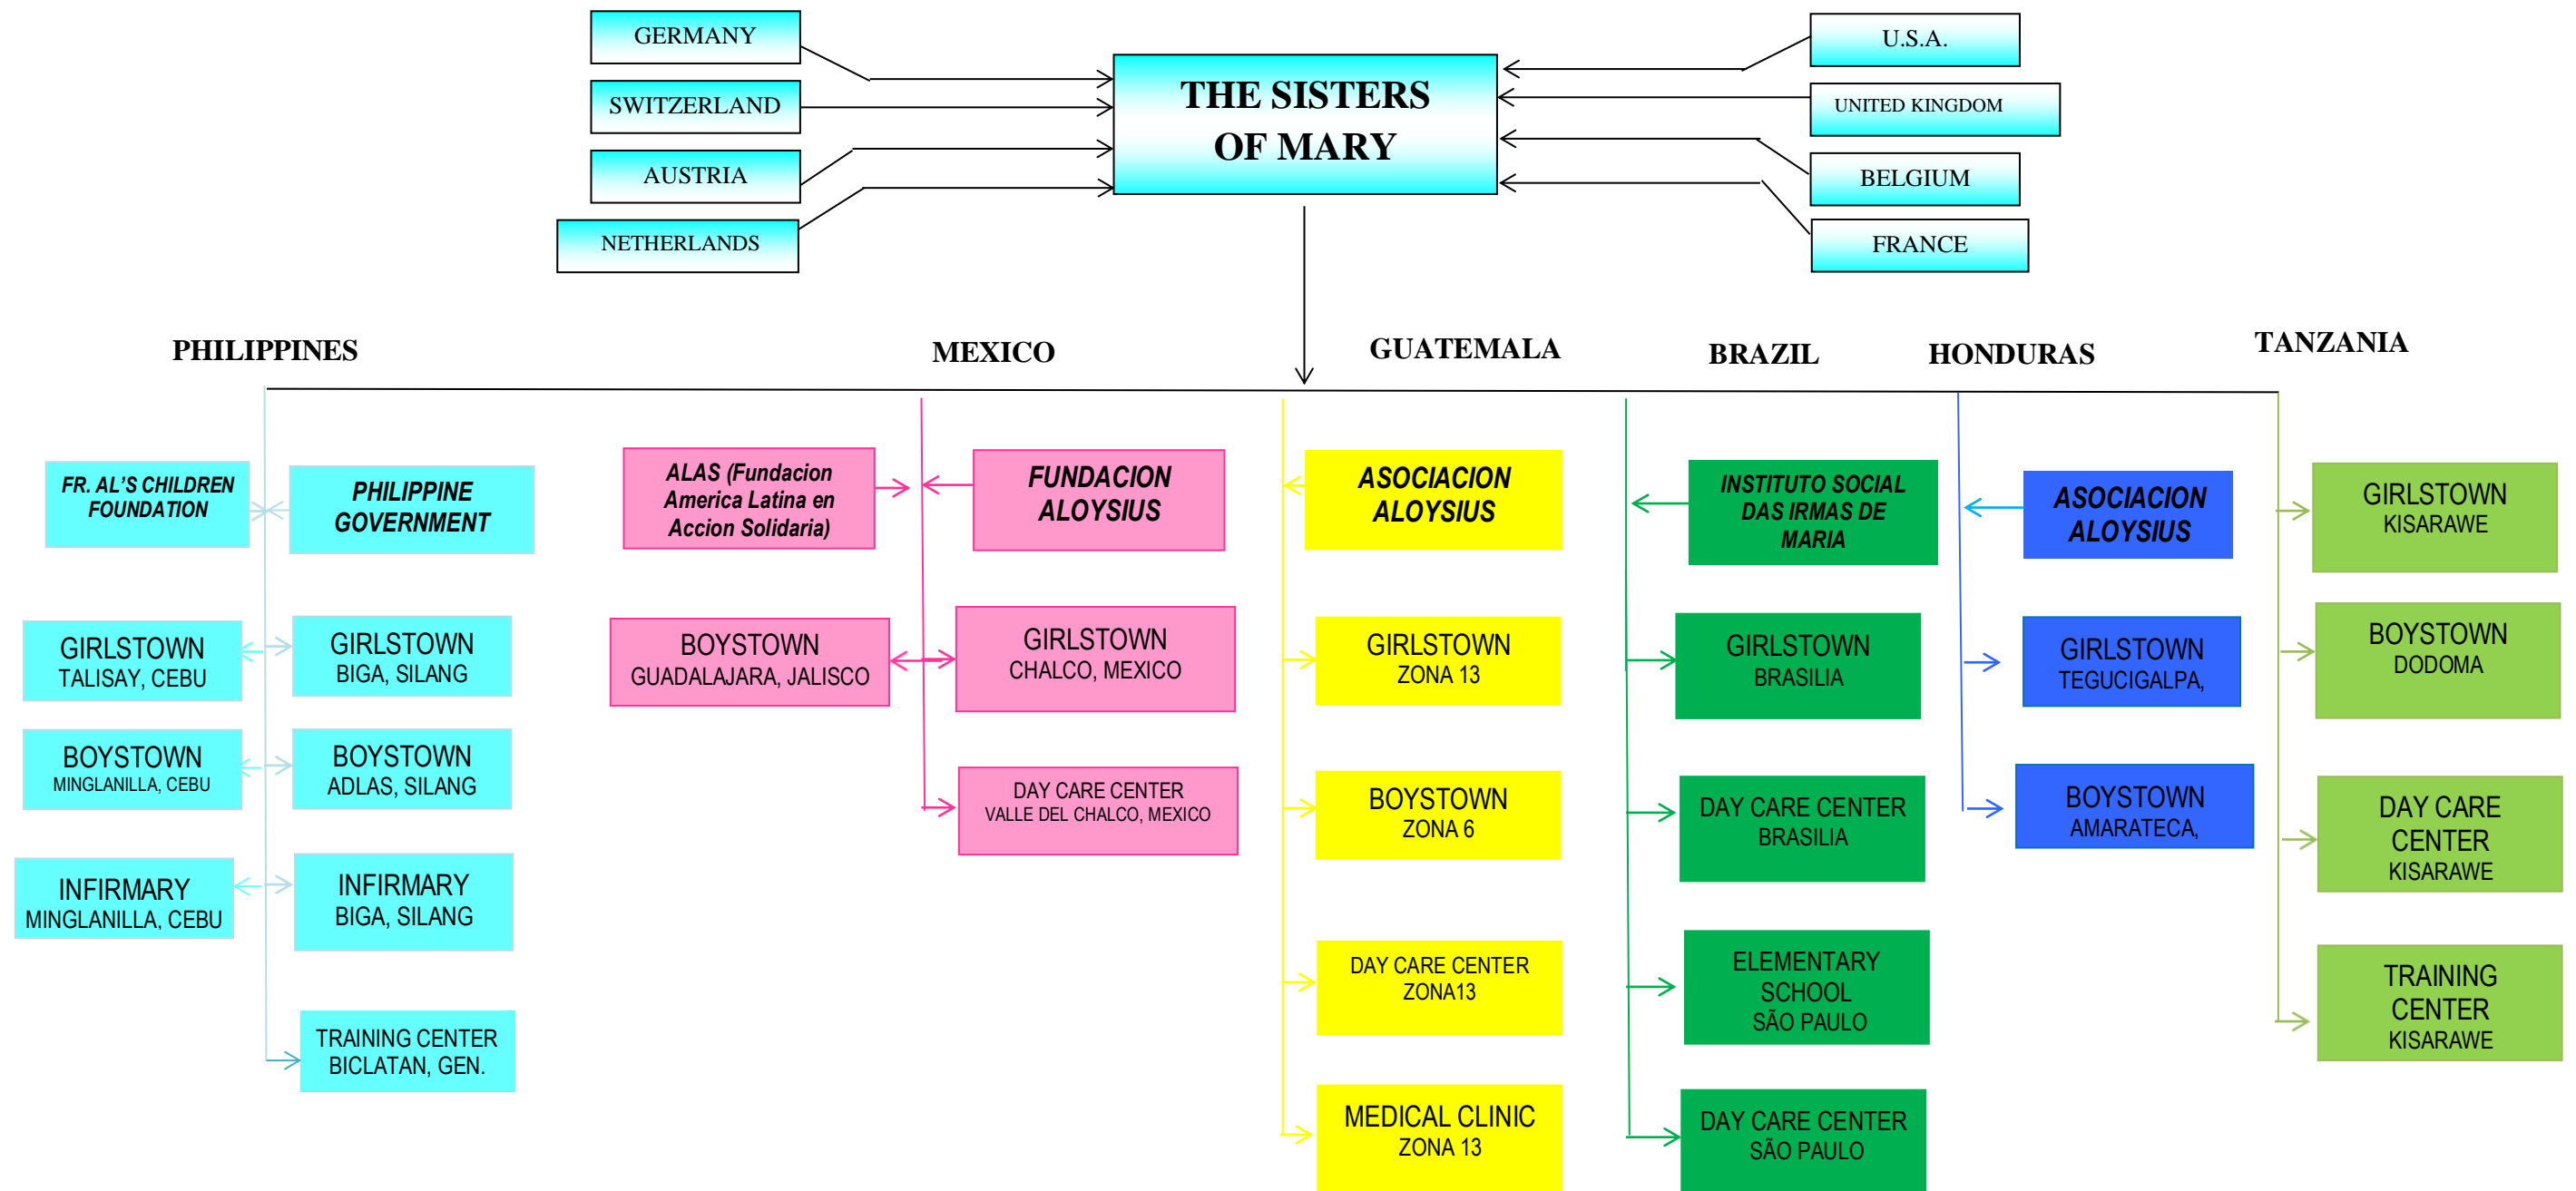 GERMANY
SWITZERLAND
AUSTRIA
NETHERLANDS
THE SISTERS
OF MARY
U.S.A.
UNITED KINGDOM
BELGIUM
FRANCE
PHILIPPINES
MEXICO
GUATEMALA
BRAZIL
HONDURAS
TANZANIA
FR. AL'S CHILDREN
FOUNDATION
PHILIPPINE
GOVERNMENT
GIRLSTOWN
TALISAY, CEBU
GIRLSTOWN
BIGA, SILANG
BOYSTOWN
MINGLANILLA, CEBU
BOYSTOWN
ADLAS, SILANG
INFIRMARY
MINGLANILLA, CEBU
INFIRMARY
BIGA, SILANG
TRAINING CENTER
BICLATAN, GEN.
ALAS (Fundacion
America Latina en
Accion Solidaria)
FUNDACION
ALOYSIUS
BOYSTOWN
GUADALAJARA, JALISCO
GIRLSTOWN
CHALCO, MEXICO
DAY CARE CENTER
VALLE DEL CHALCO, MEXICO
ASOCIACION
ALOYSIUS
GIRLSTOWN
ZONA 13
BOYSTOWN
ZONA 6
DAY CARE CENTER
ZONA13
MEDICAL CLINIC
ZONA 13
INSTITUTO SOCIAL
DAS IRMAS DE
MARIA
GIRLSTOWN
BRASILIA
DAY CARE CENTER
BRASILIA
ELEMENTARY
SCHOOL
SÃO PAULO
DAY CARE CENTER
SÃO PAULO
ASOCIACION
ALOYSIUS
GIRLSTOWN
TEGUCIGALPA,
BOYSTOWN
AMARATECA,
GIRLSTOWN
KISARAWE
BOYSTOWN
DODOMA
DAY CARE
CENTER
KISARAWE
TRAINING
CENTER
KISARAWE